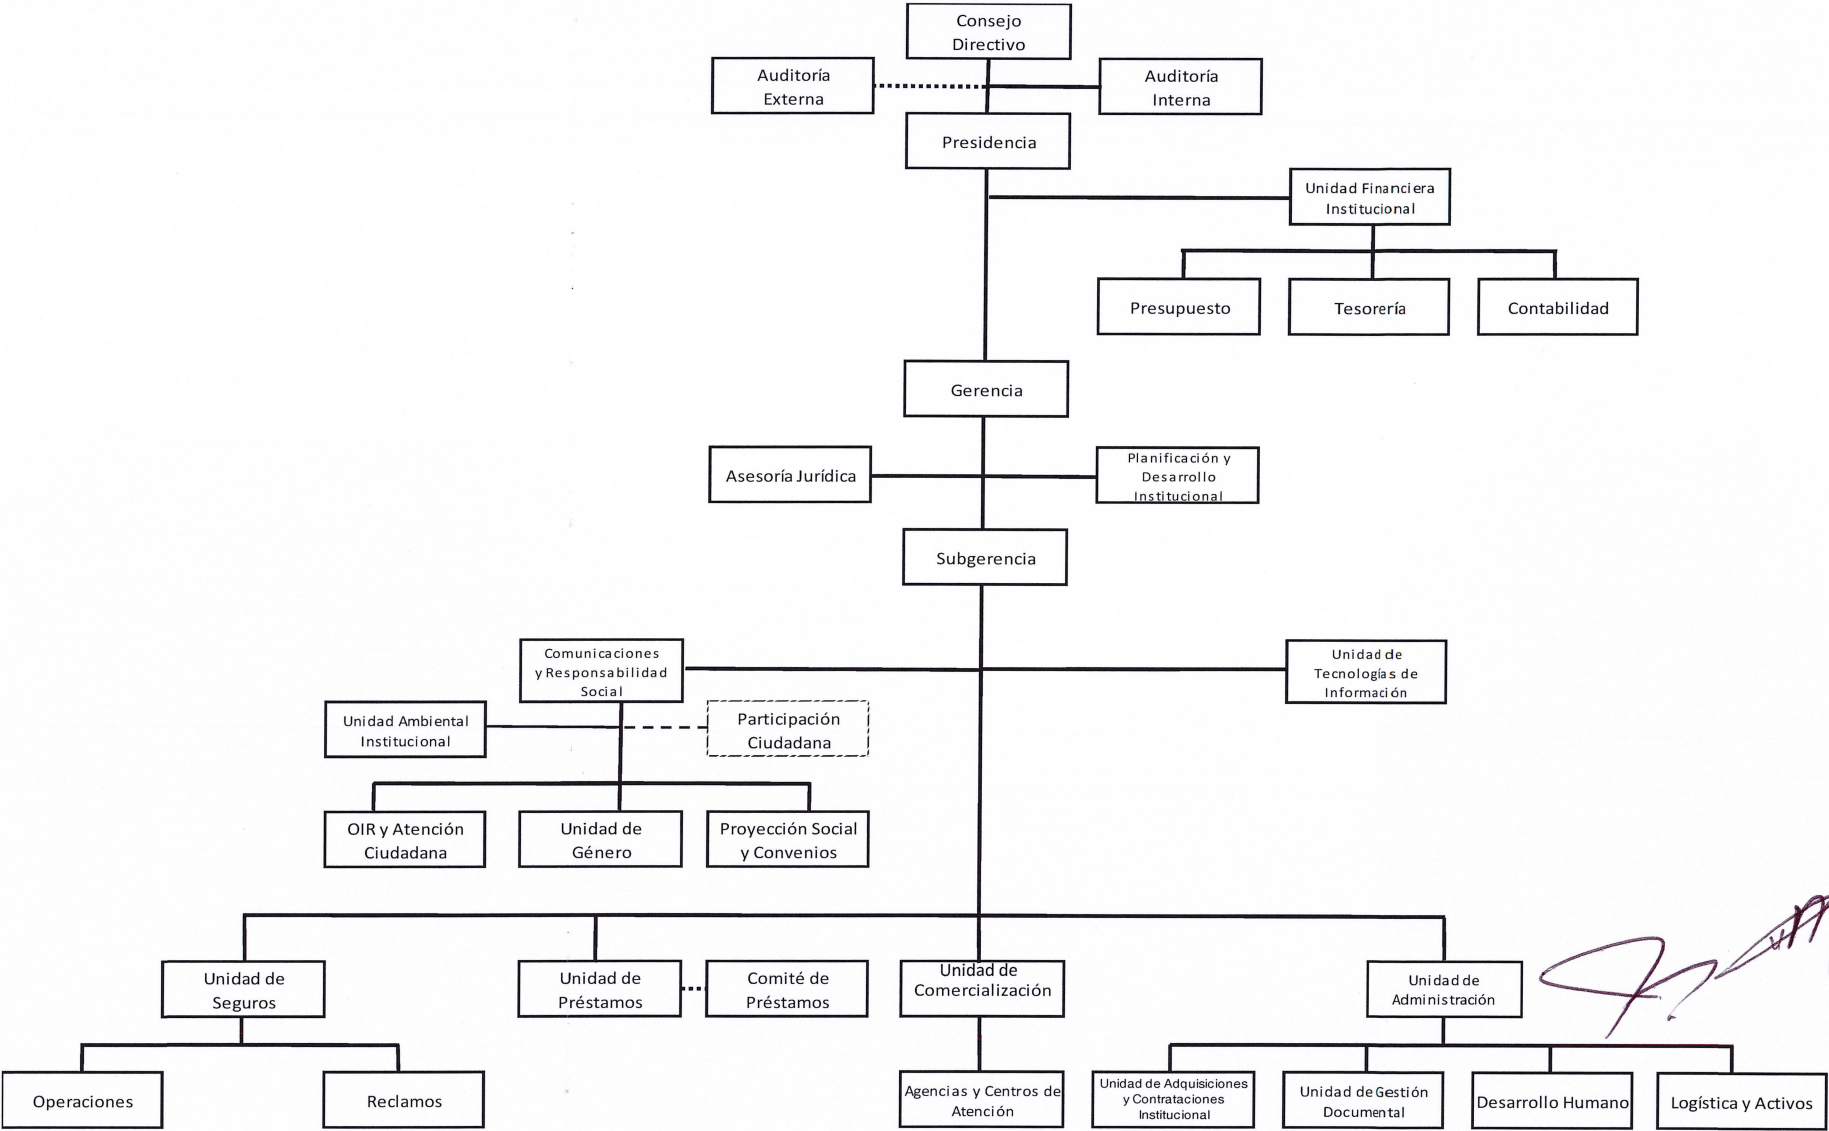 Consejo
Directivo
Auditoría
Externa
Auditoría
Interna
Presidencia
Unidad Financiera
Institucional
Presupuesto
Tesorería
Contabilidad
Gerencia
Asesoría Jurídica
Planificación y
Desarrollo
Institucional
Subgerencia
Comunicaciones
y Responsabilidad
Social
Unidad de
Tecnologías de
Información
Unidad Ambiental
Institucional
Participación
Ciudadana
OIR y Atención
Ciudadana
Unidad de
Género
Proyección Social
y Convenios
Unidad de
Seguros
Unidad de
Préstamos
Comité de
Préstamos
Unidad de
Comercialización
Unidad de
Administración
Operaciones
Reclamos
Agencias y Centros de
Atención
Unidad de Adquisiciones
y Contrataciones
Institucional
Unidad de Gestión
Documental
Desarrollo Humano
Logística y Activos